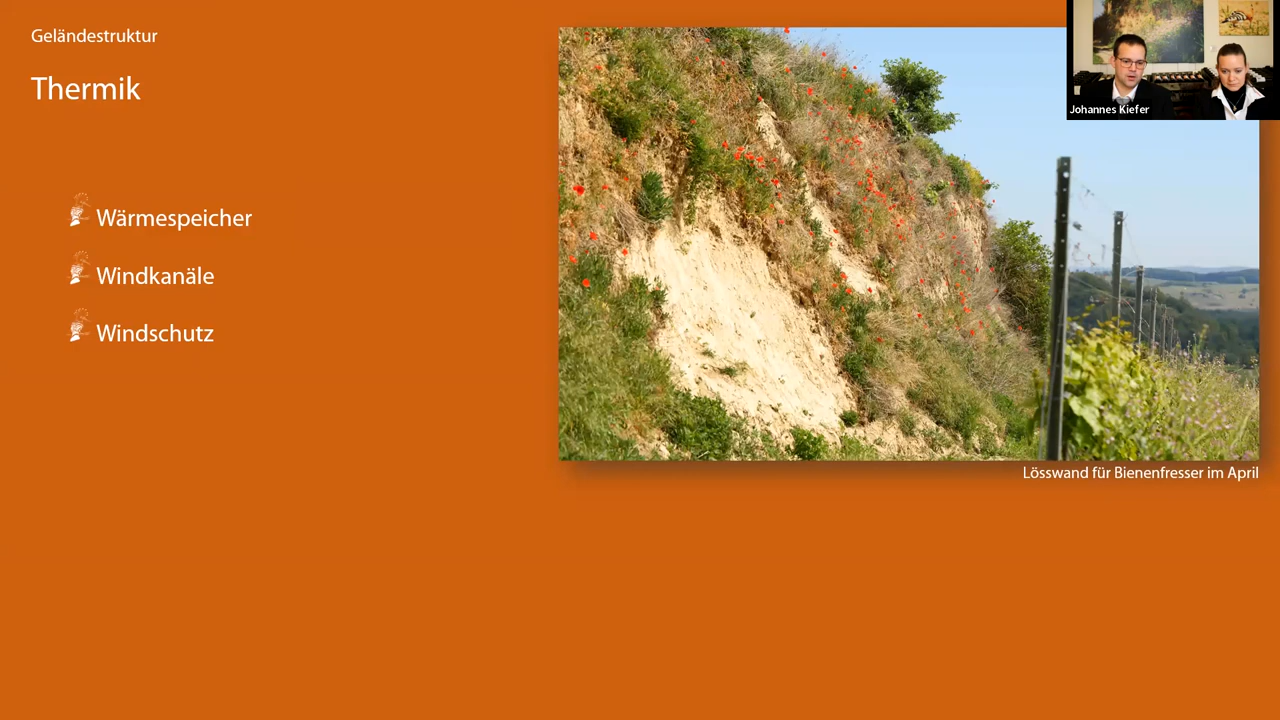 Geländestruktur
Thermik
Wärmespeicher
Windkanäle
Windschutz
Johannes Kiefer
Lösswand für Bienenfresser im April